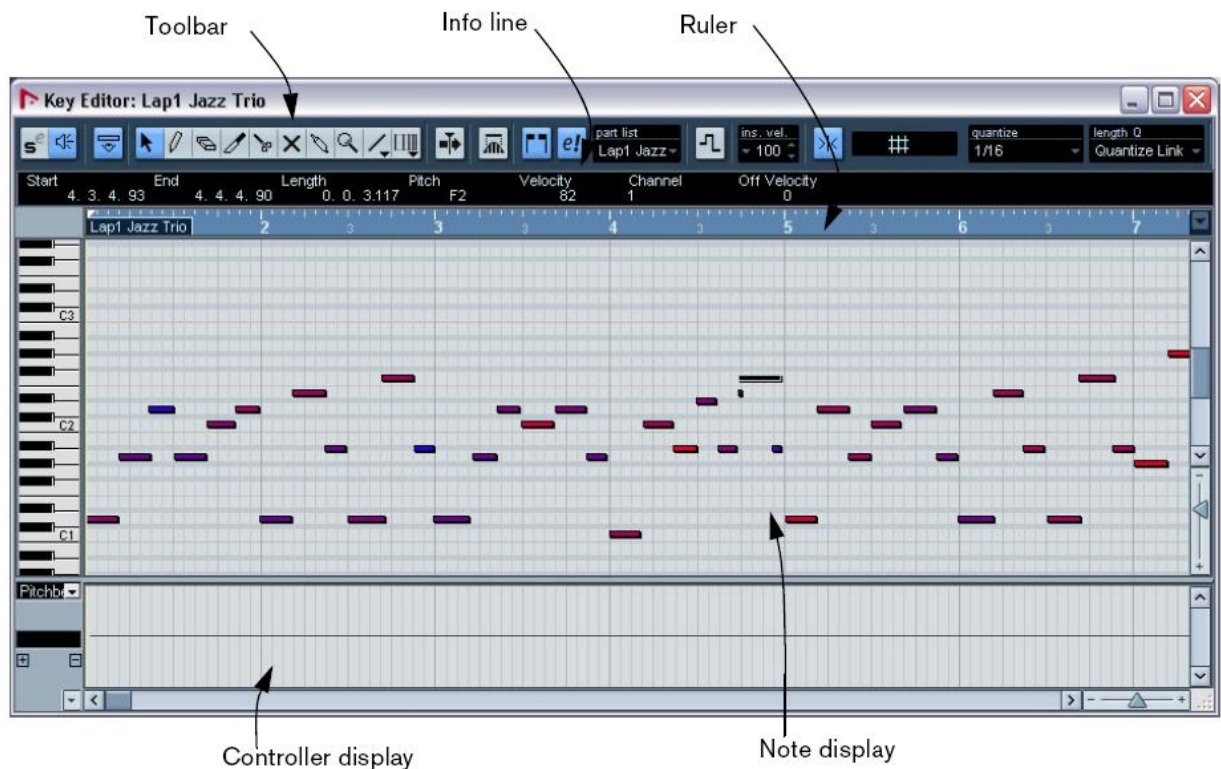 Toolbar
Info line
Ruler
Key Editor: Lap1 Jazz Trio
part list
ins. vel.
quantize
length Q
Lap1 Jazz
100
1/16
Quantize Link
Start End Length Pitch Velocity Channel Off Velocity
4. 3. 4. 93 4. 4. 4. 90 0. 0. 3.117 F2 82 1 0
Lap1 Jazz Trio 2 3 3 3 4 3 5 3 6 3 7
C3
C2
C1
Pitchbe
Controller display
Note display